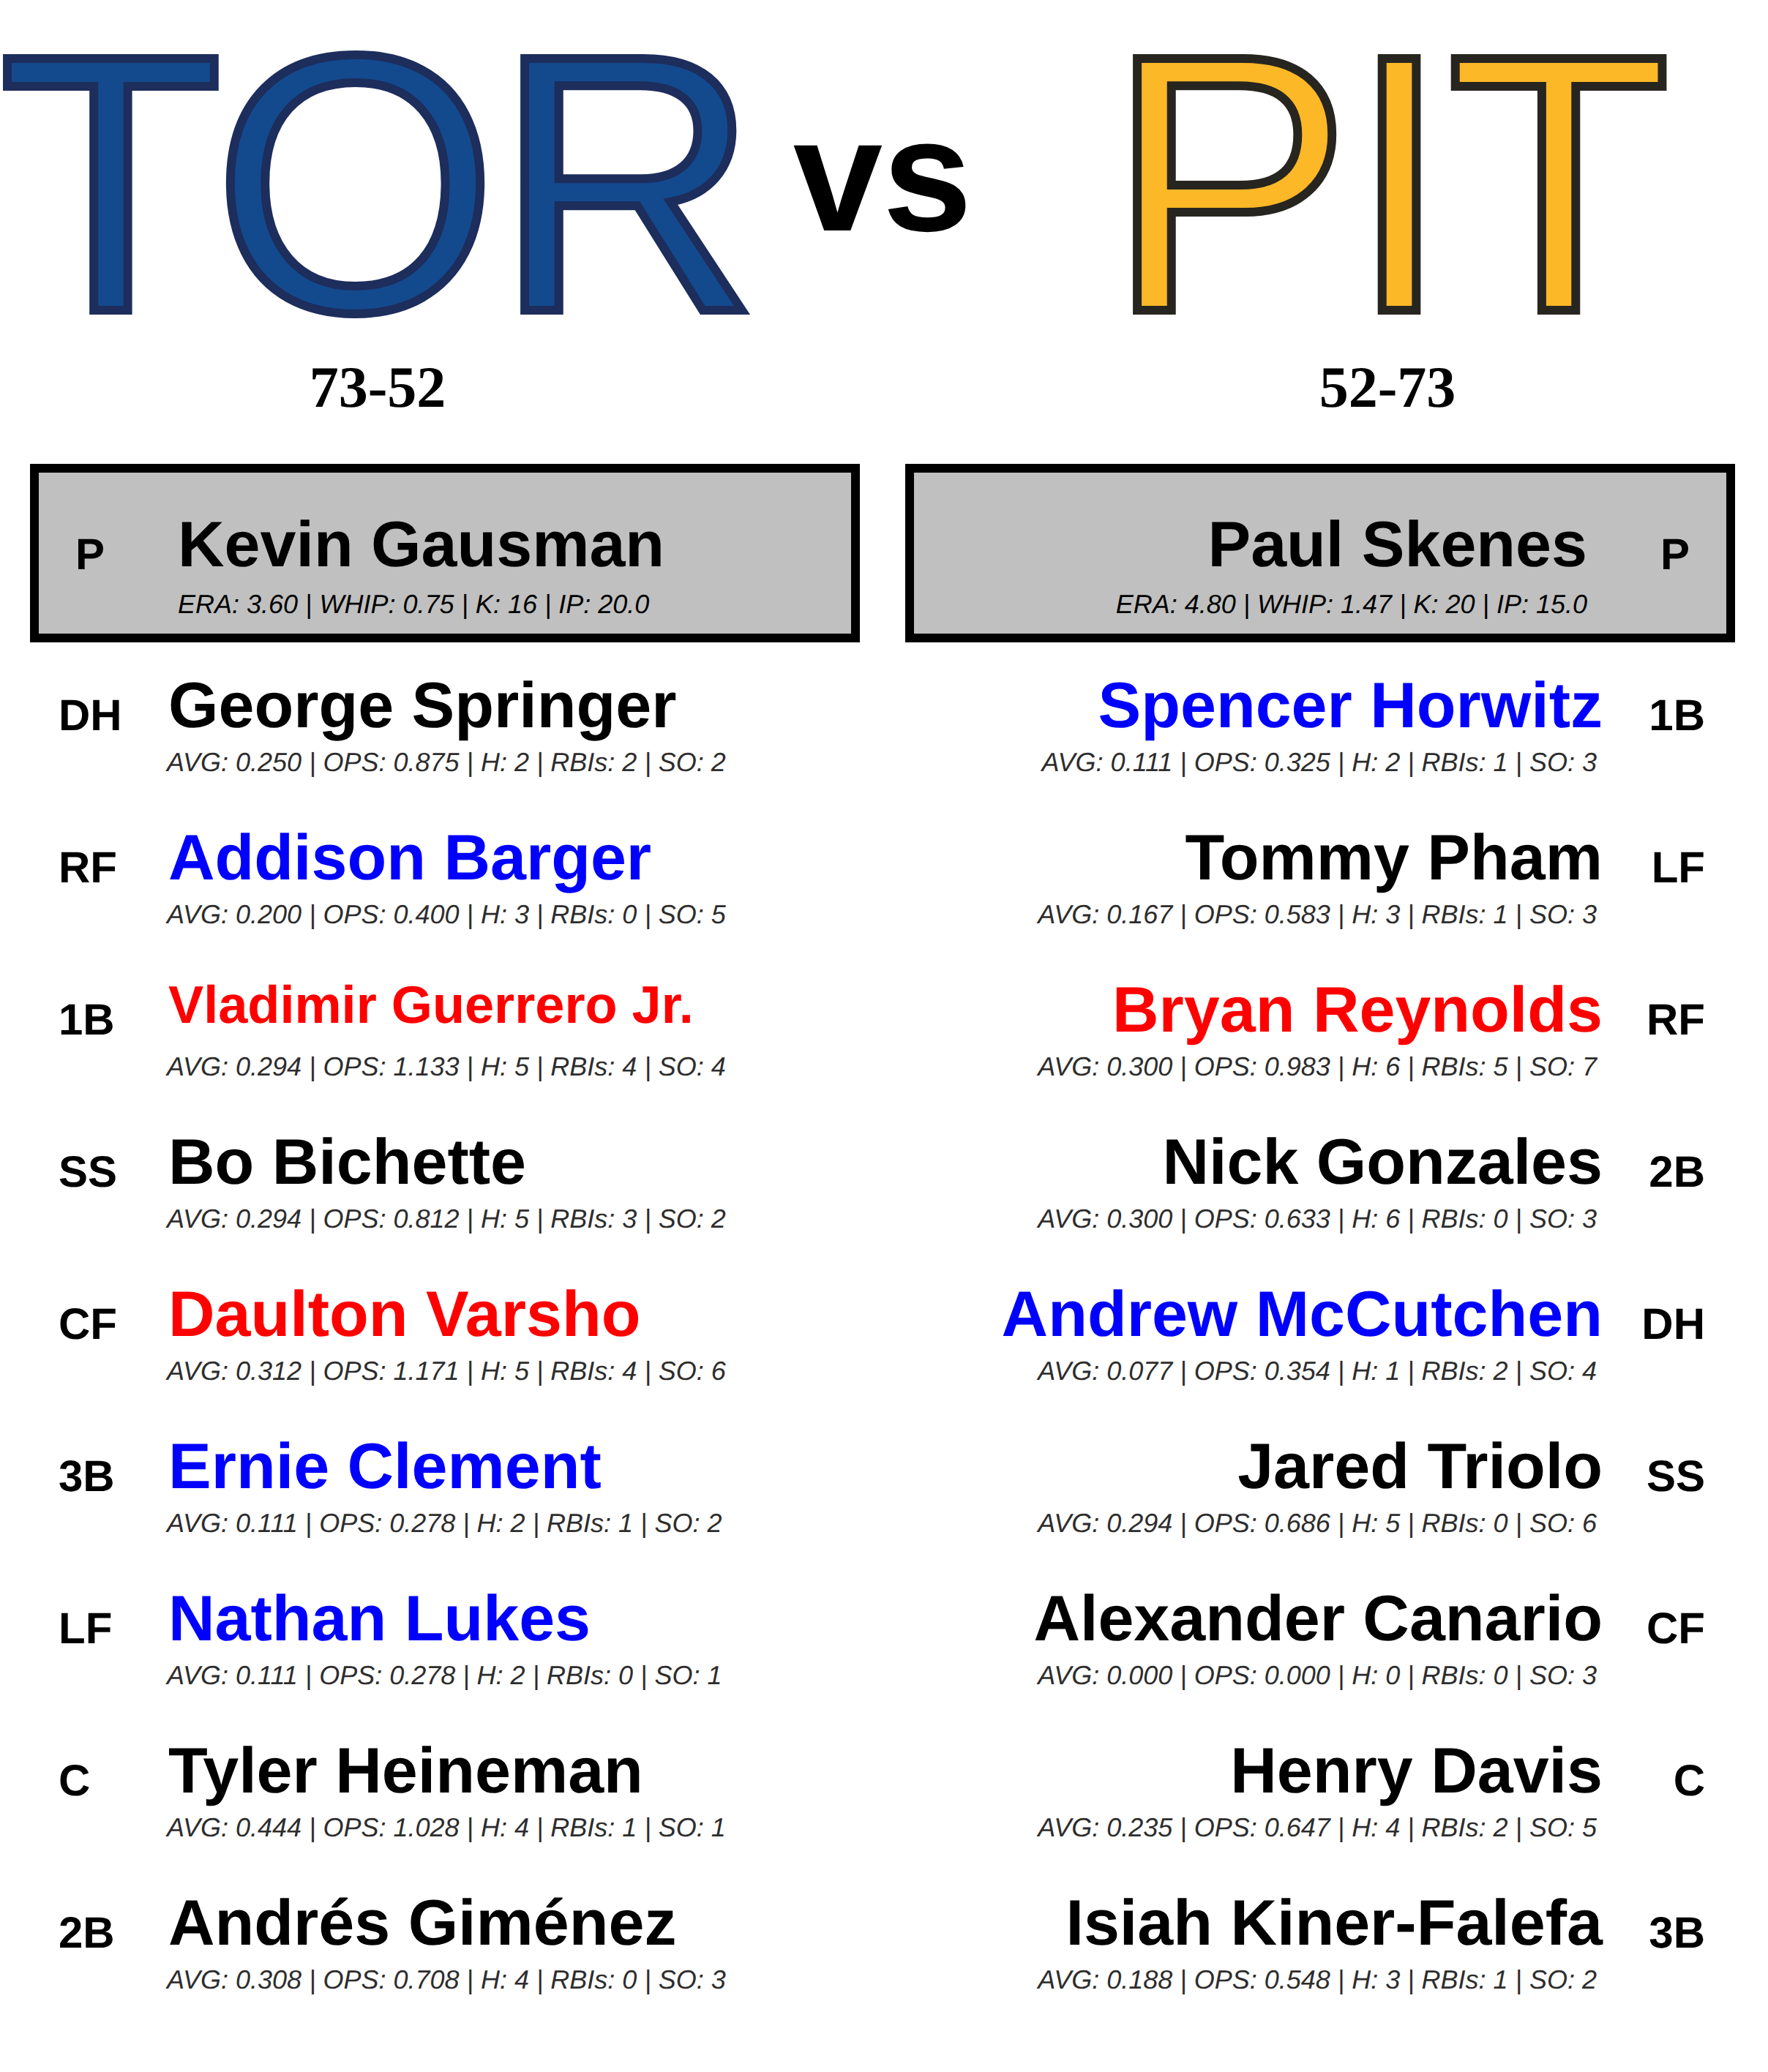 TOR vs PIT
73-52
52-73
P Kevin Gausman
ERA: 3.60 | WHIP: 0.75 | K: 16 | IP: 20.0
Paul Skenes P
ERA: 4.80 | WHIP: 1.47 | K: 20 | IP: 15.0
DH George Springer
AVG: 0.250 | OPS: 0.875 | H: 2 | RBIs: 2 | SO: 2
RF Addison Barger
AVG: 0.200 | OPS: 0.400 | H: 3 | RBIs: 0 | SO: 5
1B Vladimir Guerrero Jr.
AVG: 0.294 | OPS: 1.133 | H: 5 | RBIs: 4 | SO: 4
SS Bo Bichette
AVG: 0.294 | OPS: 0.812 | H: 5 | RBIs: 3 | SO: 2
CF Daulton Varsho
AVG: 0.312 | OPS: 1.171 | H: 5 | RBIs: 4 | SO: 6
3B Ernie Clement
AVG: 0.111 | OPS: 0.278 | H: 2 | RBIs: 1 | SO: 2
LF Nathan Lukes
AVG: 0.111 | OPS: 0.278 | H: 2 | RBIs: 0 | SO: 1
C Tyler Heineman
AVG: 0.444 | OPS: 1.028 | H: 4 | RBIs: 1 | SO: 1
2B Andrés Giménez
AVG: 0.308 | OPS: 0.708 | H: 4 | RBIs: 0 | SO: 3
Spencer Horwitz 1B
AVG: 0.111 | OPS: 0.325 | H: 2 | RBIs: 1 | SO: 3
Tommy Pham LF
AVG: 0.167 | OPS: 0.583 | H: 3 | RBIs: 1 | SO: 3
Bryan Reynolds RF
AVG: 0.300 | OPS: 0.983 | H: 6 | RBIs: 5 | SO: 7
Nick Gonzales 2B
AVG: 0.300 | OPS: 0.633 | H: 6 | RBIs: 0 | SO: 3
Andrew McCutchen DH
AVG: 0.077 | OPS: 0.354 | H: 1 | RBIs: 2 | SO: 4
Jared Triolo SS
AVG: 0.294 | OPS: 0.686 | H: 5 | RBIs: 0 | SO: 6
Alexander Canario CF
AVG: 0.000 | OPS: 0.000 | H: 0 | RBIs: 0 | SO: 3
Henry Davis C
AVG: 0.235 | OPS: 0.647 | H: 4 | RBIs: 2 | SO: 5
Isiah Kiner-Falefa 3B
AVG: 0.188 | OPS: 0.548 | H: 3 | RBIs: 1 | SO: 2